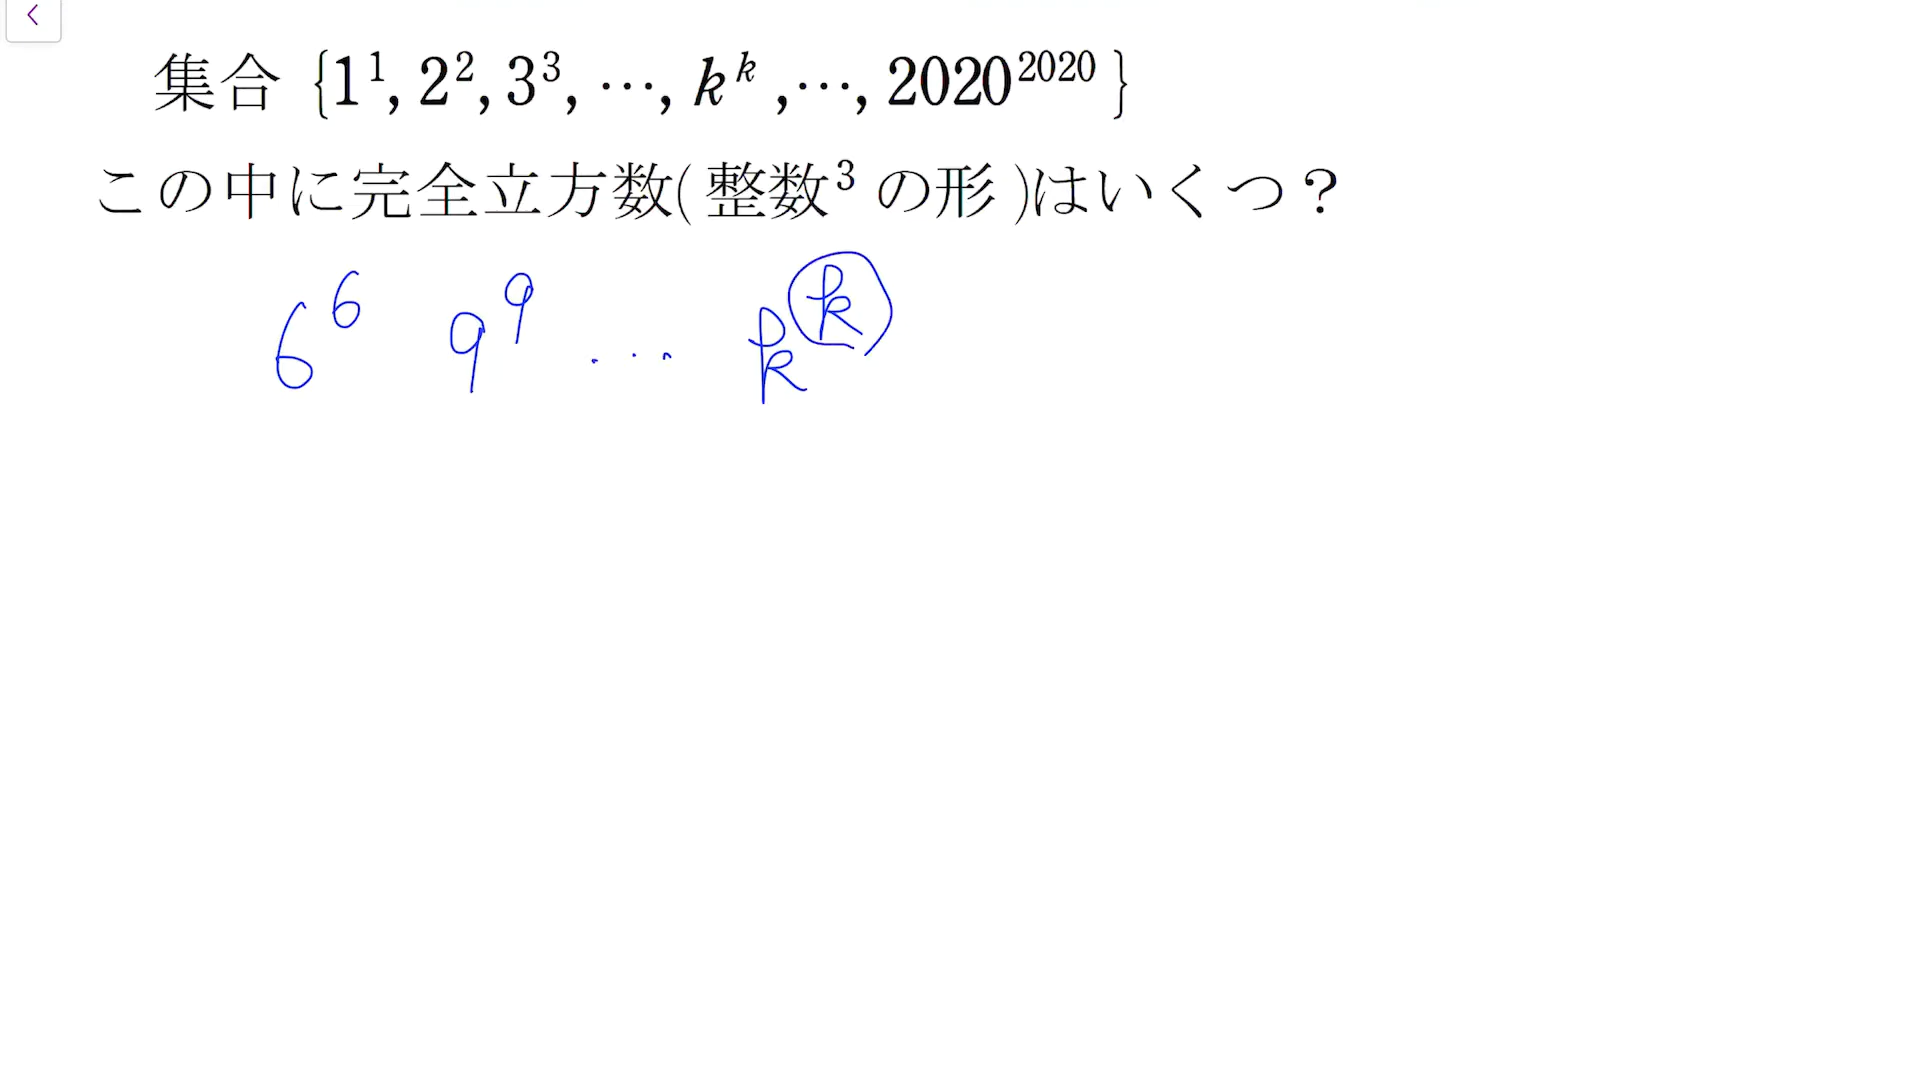 集合 {1¹, 2², 3³, …, kᵏ ,…, 2020²⁰²⁰ }
この中に完全立方数(整数³ の形 )はいくつ？
6⁶ 9⁹ … kᵏ